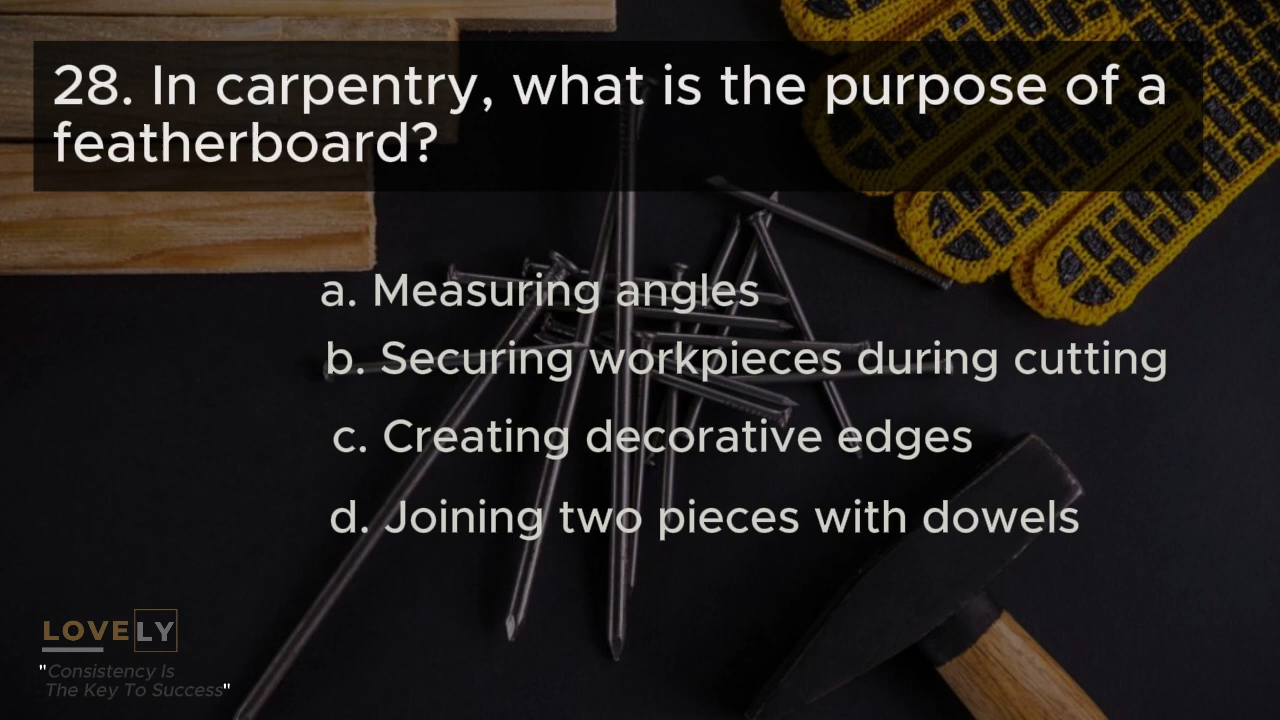 28. In carpentry, what is the purpose of a
featherboard?
a. Measuring angles
b. Securing workpieces during cutting
c. Creating decorative edges
d. Joining two pieces with dowels
LOVELY
"Consistency Is
The Key To Success"